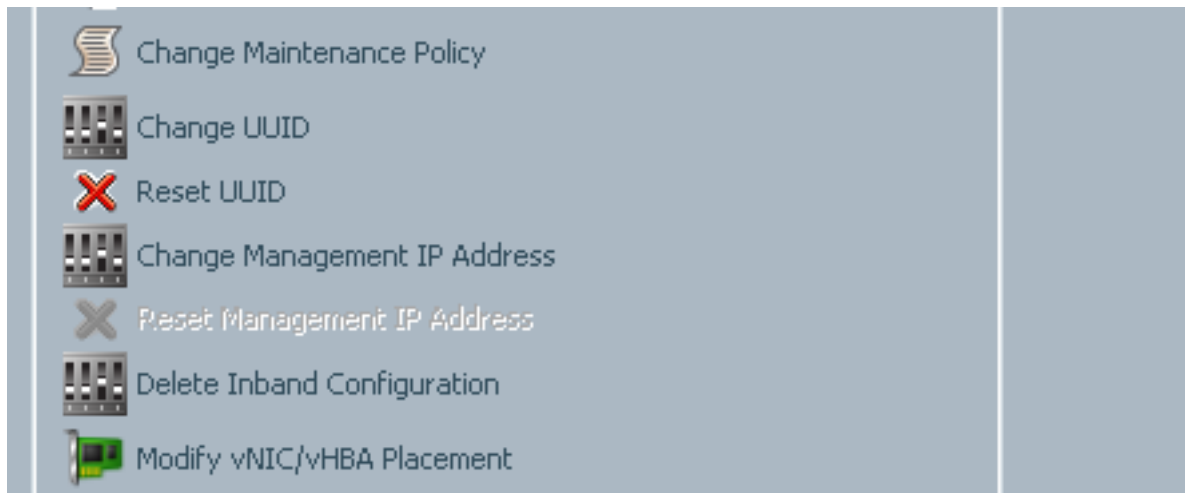 Change Maintenance Policy
Change UUID
Reset UUID
Change Management IP Address
Reset Management IP Address
Delete Inband Configuration
Modify vNIC/vHBA Placement